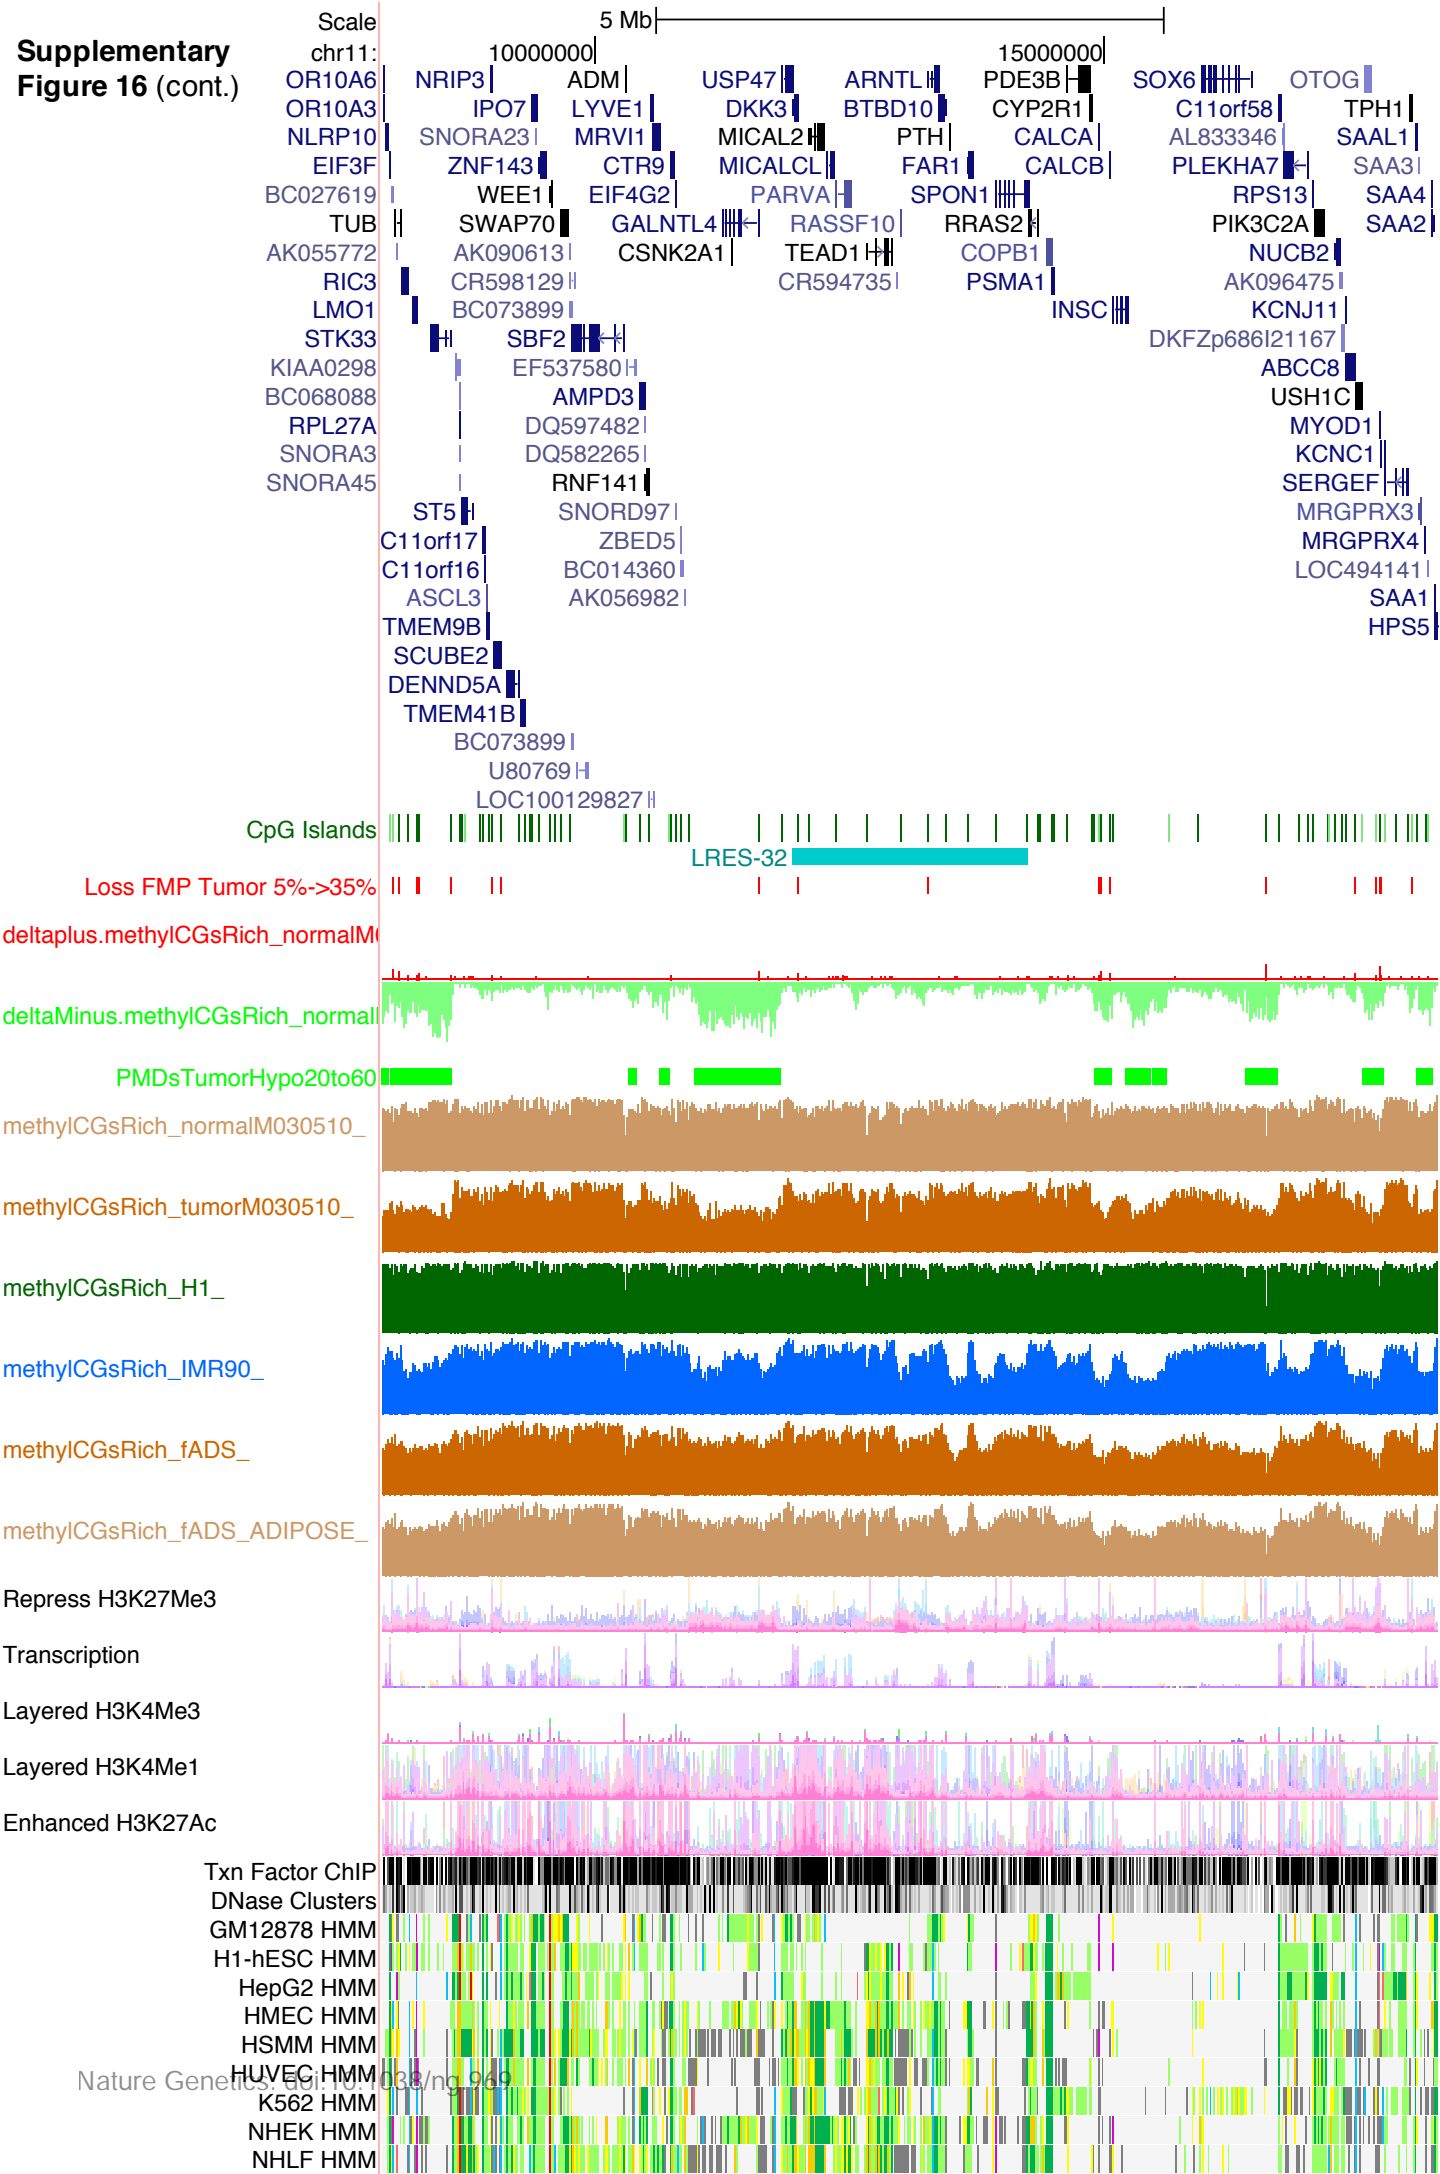 Scale 5 Mb
Supplementary
Figure 16 (cont.)
chr11: 10000000 15000000
OR10A6 NRIP3 ADM USP47 ARNTL PDE3B SOX6 OTOG
OR10A3 IPO7 LYVE1 DKK3 BTBD10 CYP2R1 C11orf58 TPH1
NLRP10 SNORA23 MRVI1 MICAL2 PTH CALCA AL833346 SAAL1
EIF3F ZNF143 CTR9 MICALCL FAR1 CALCB PLEKHA7 SAA3
BC027619 WEE1 EIF4G2 PARVA SPON1 RPS13 SAA4
TUB SWAP70 GALNTL4 RASSF10 RRAS2 PIK3C2A SAA2
AK055772 AK090613 CSNK2A1 TEAD1 COPB1 NUCB2
RIC3 CR598129 CR594735 PSMA1 AK096475
LMO1 BC073899 INSC KCNJ11
STK33 SBF2 DKFZp686I21167
KIAA0298 EF537580 ABCC8
BC068088 AMPD3 USH1C
RPL27A DQ597482 MYOD1
SNORA3 DQ582265 KCNC1
SNORA45 RNF141 SERGEF
ST5 SNORD97 MRGPRX3
C11orf17 ZBED5 MRGPRX4
C11orf16 BC014360 LOC494141
ASCL3 AK056982 SAA1
TMEM9B HPS5
SCUBE2
DENND5A
TMEM41B
BC073899
U80769
LOC100129827
CpG Islands
LRES-32
Loss FMP Tumor 5%->35%
deltaplus.methylCGsRich_normalM
deltaMinus.methylCGsRich_normal
PMDsTumorHypo20to60
methylCGsRich_normalM030510_
methylCGsRich_tumorM030510_
methylCGsRich_H1_
methylCGsRich_IMR90_
methylCGsRich_fADS_
methylCGsRich_fADS_ADIPOSE_
Repress H3K27Me3
Transcription
Layered H3K4Me3
Layered H3K4Me1
Enhanced H3K27Ac
Txn Factor ChIP
DNase Clusters
GM12878 HMM
H1-hESC HMM
HepG2 HMM
HMEC HMM
HSMM HMM
HUVEC HMM
Nature Genetics: doi:10.1038/ng.969
K562 HMM
NHEK HMM
NHLF HMM